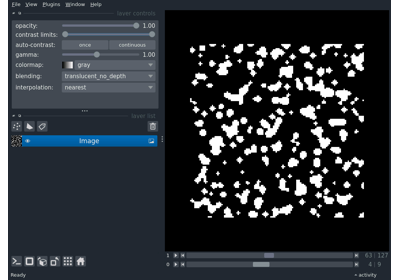 File View Plugins Window Help
layer controls
opacity: 1.00
contrast limits:
auto-contrast: once continuous
gamma: 1.00
colormap: gray
blending: translucent_no_depth
interpolation: nearest
layer list
Image
1 63 127
0 4 9
Ready activity